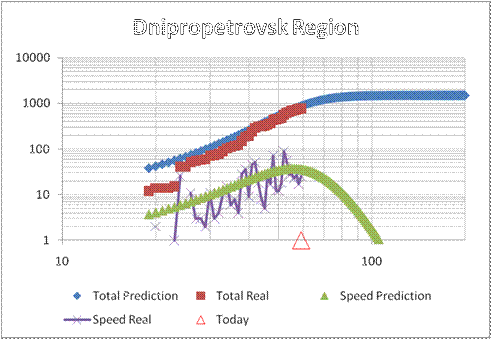 Dnipropetrovsk Region
10000
1000
100
10
1
10
100
Total Prediction
Total Real
Speed Prediction
Speed Real
Today